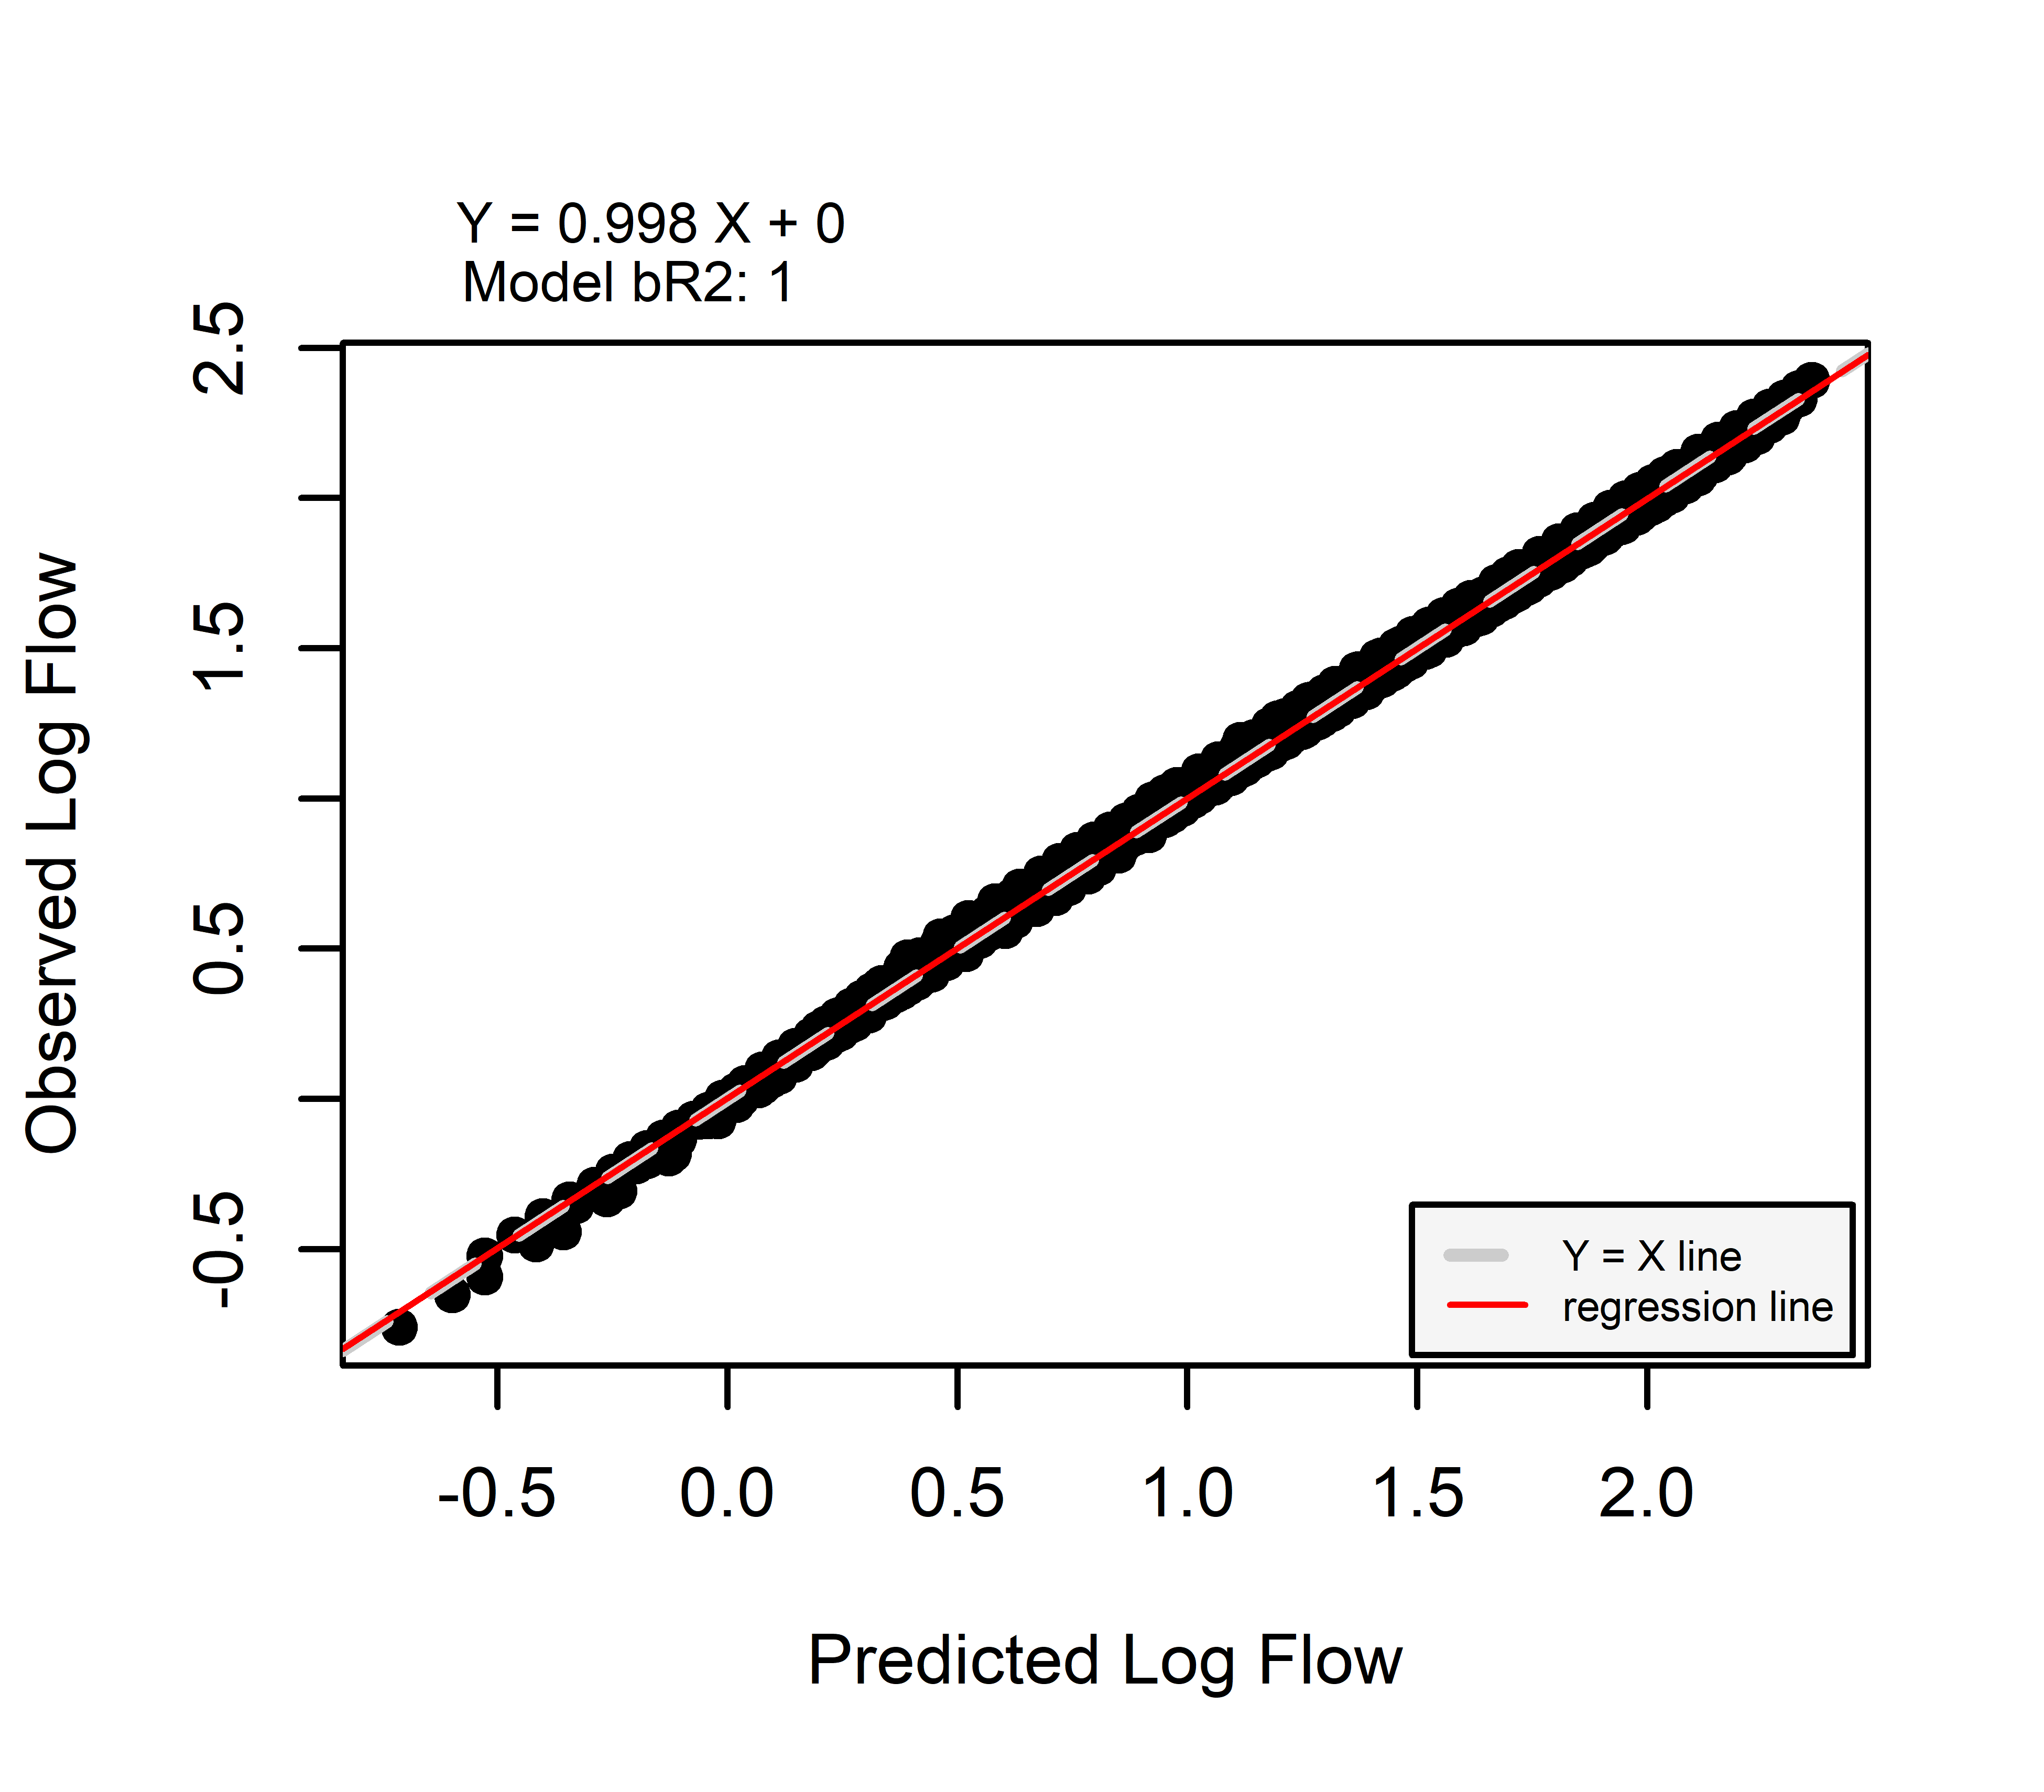 Y = 0.998 X + 0
Model bR2: 1
2.5
1.5
0.5
-0.5
Observed Log Flow
Y = X line
regression line
-0.5 0.0 0.5 1.0 1.5 2.0
Predicted Log Flow